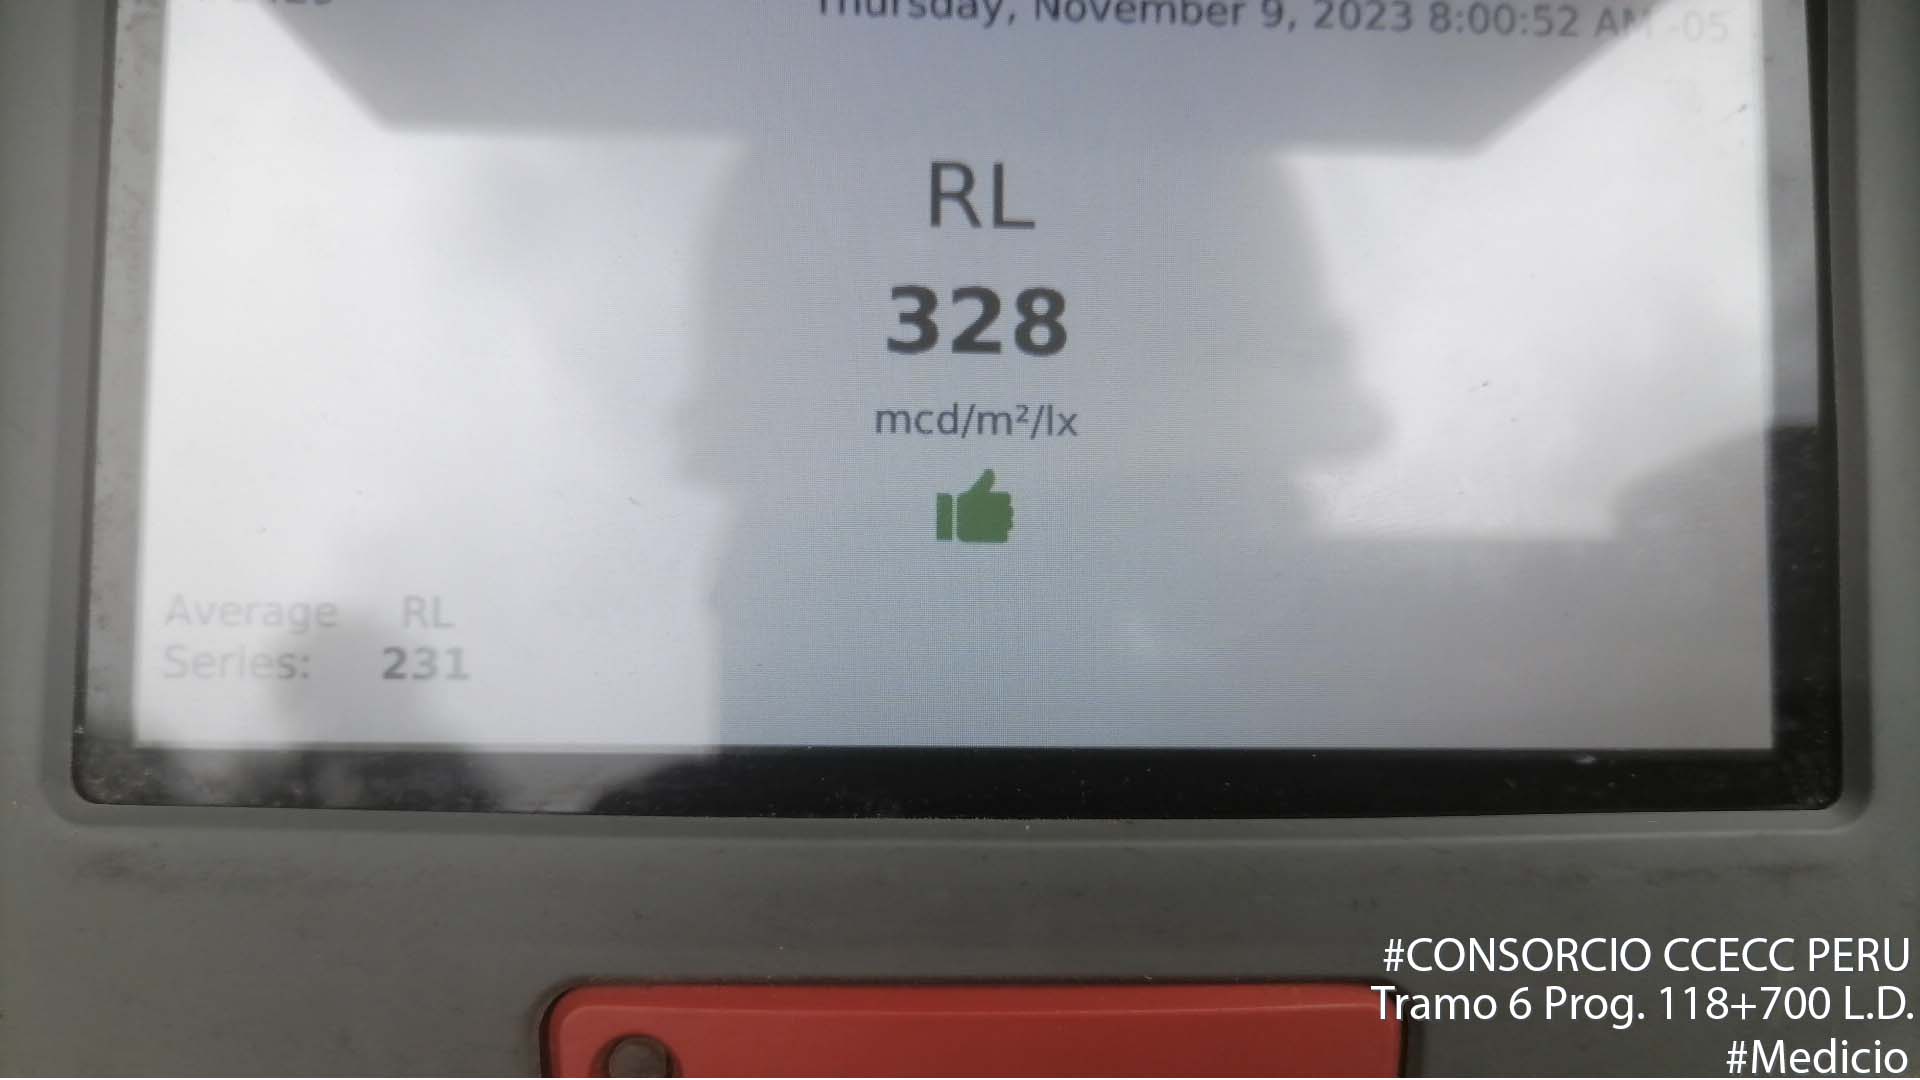 Thursday, November 9, 2023 8:00:52 AM -05
RL
328
mcd/m²/lx
Average RL
Series: 231
#CONSORCIO CCECC PERU
Tramo 6 Prog. 118+700 L.D.
#Medicio